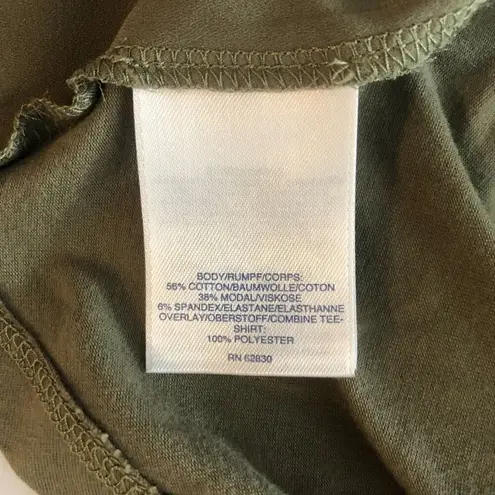 BODY/RUMPF/CORPS:
56% COTTON/BAUMWOLLE/COTON
38% MODAL/VISKOSE
6% SPANDEX/ELASTANE/ELASTHANNE
OVERLAY/OBERSTOFF/COMBINE TEE-
SHIRT:
100% POLYESTER
RN 62830